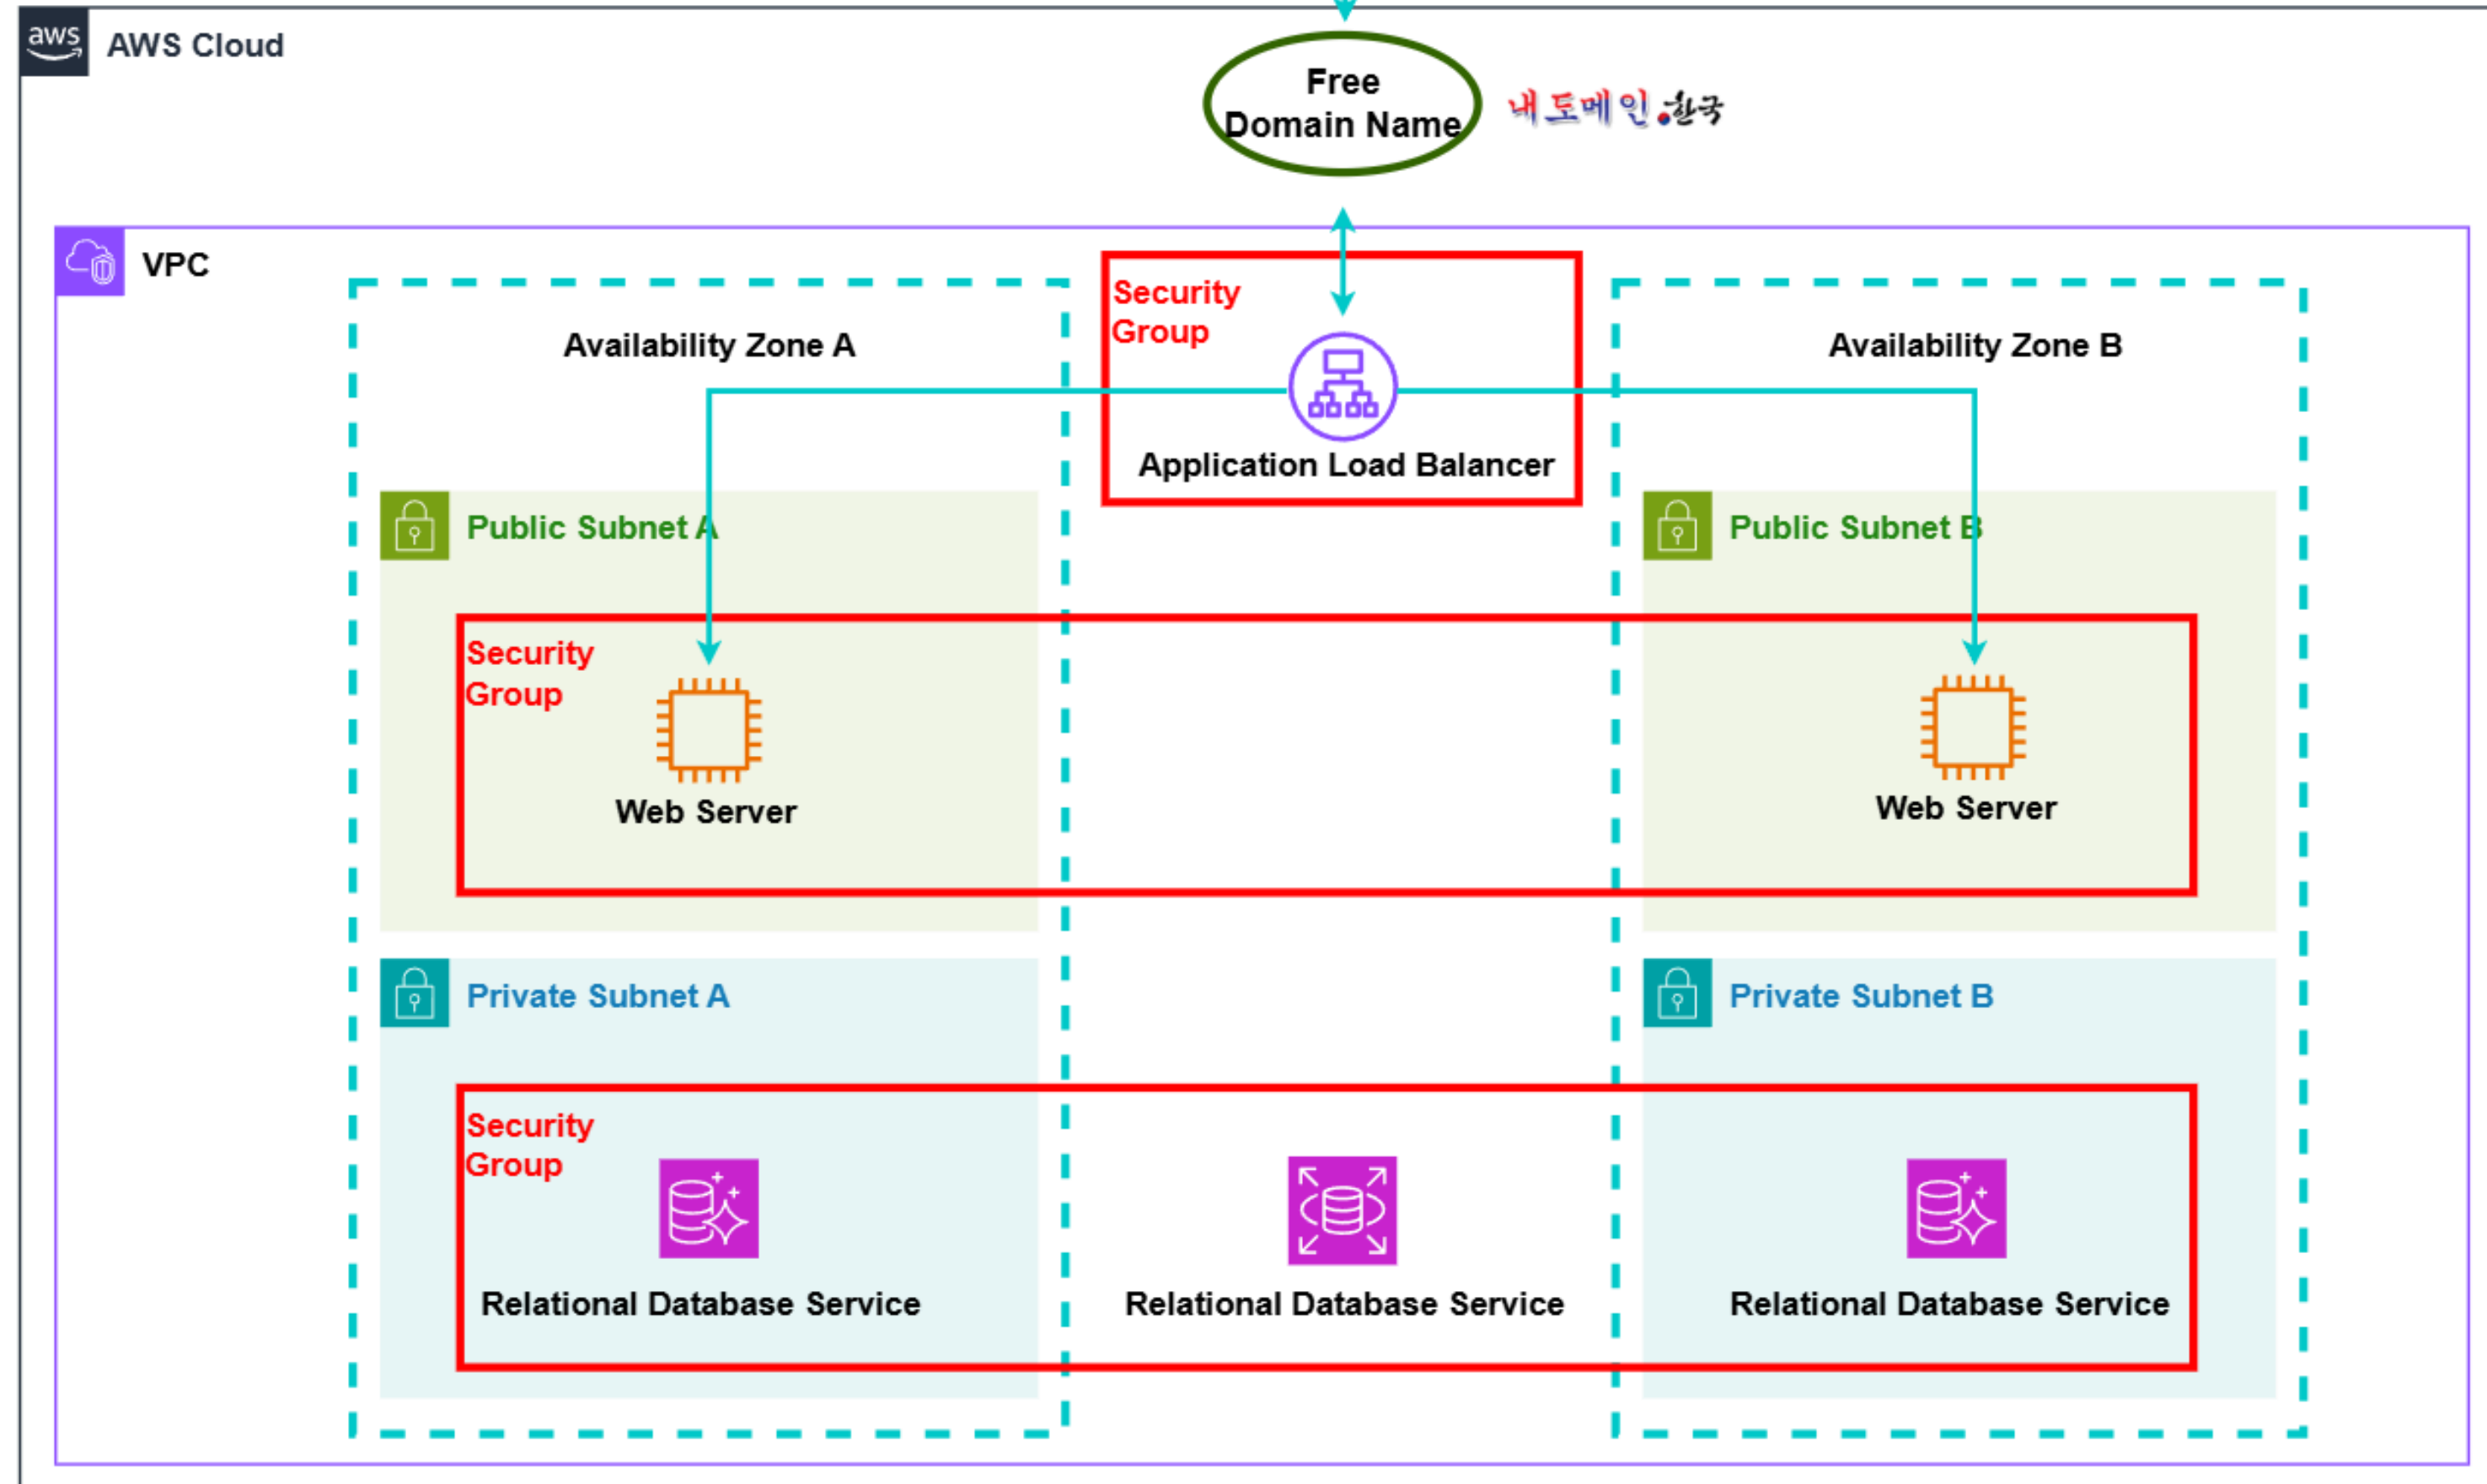 aws
AWS Cloud
Free
Domain Name
내도메인.한국
VPC
Security
Group
Availability Zone A
Availability Zone B
Application Load Balancer
Public Subnet A
Public Subnet B
Security
Group
Web Server
Web Server
Private Subnet A
Private Subnet B
Security
Group
Relational Database Service
Relational Database Service
Relational Database Service